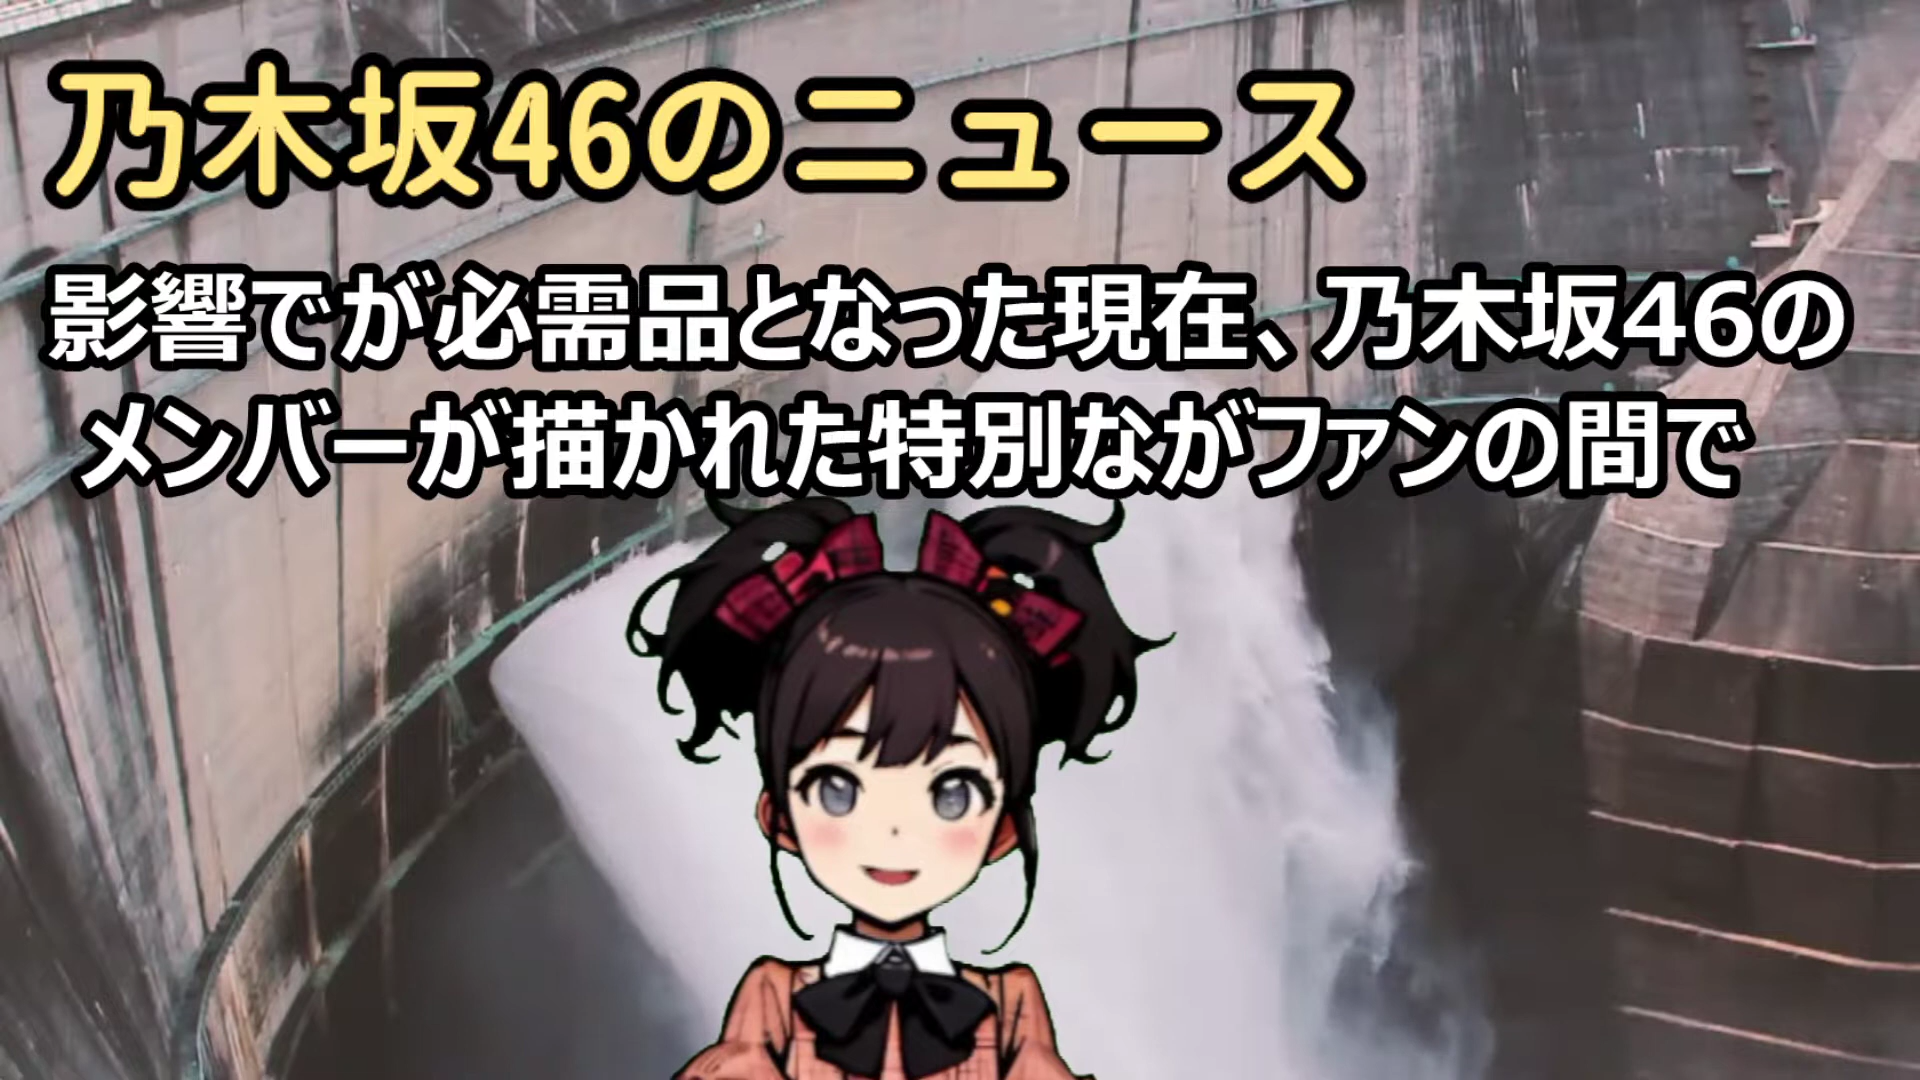 乃木坂46のニュース
影響でが必需品となった現在、乃木坂46の
メンバーが描かれた特別ながファンの間で